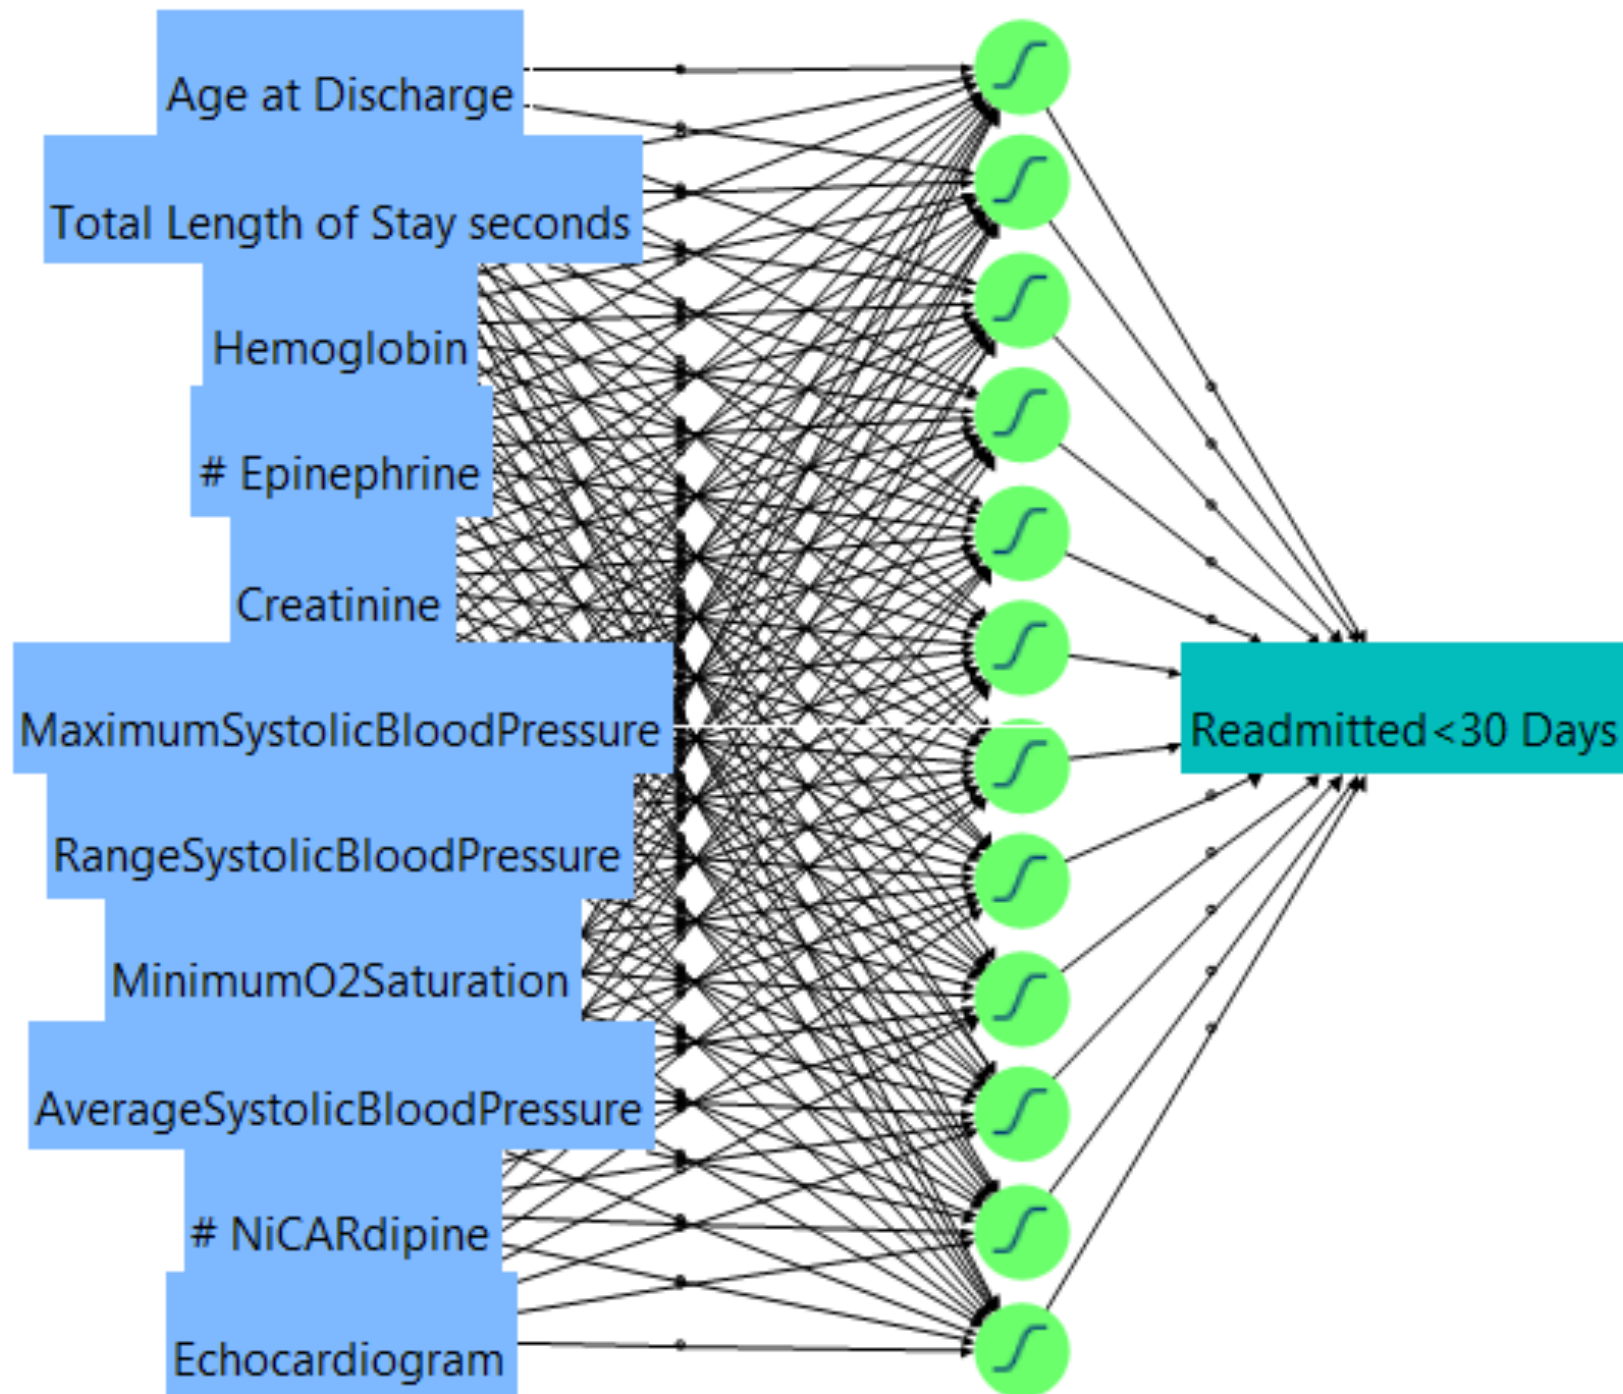 Age at Discharge
Total Length of Stay seconds
Hemoglobin
# Epinephrine
Creatinine
MaximumSystolicBloodPressure
RangeSystolicBloodPressure
MinimumO2Saturation
AverageSystolicBloodPressure
# NiCARdipine
Echocardiogram
Readmitted<30 Days